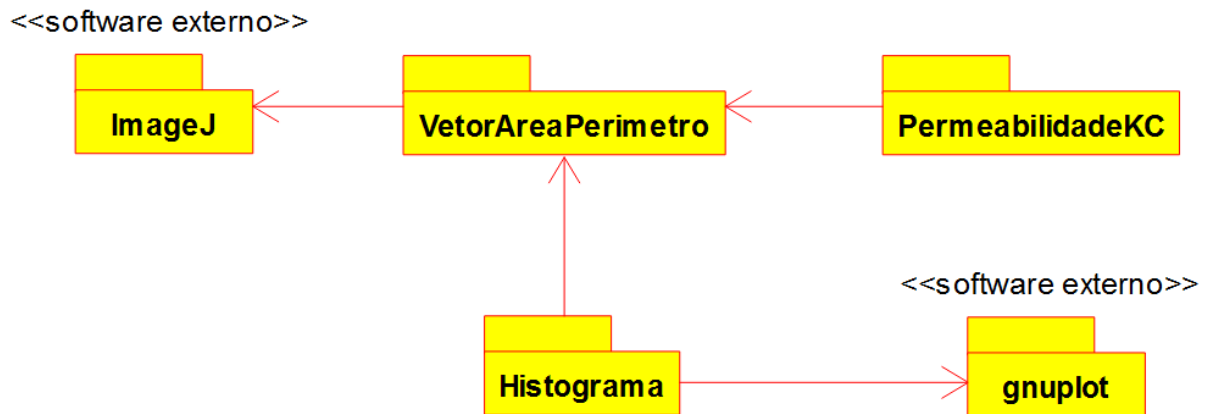 <<software externo>>
ImageJ
VetorAreaPerimetro
PermeabilidadeKC
<<software externo>>
Histograma
gnuplot